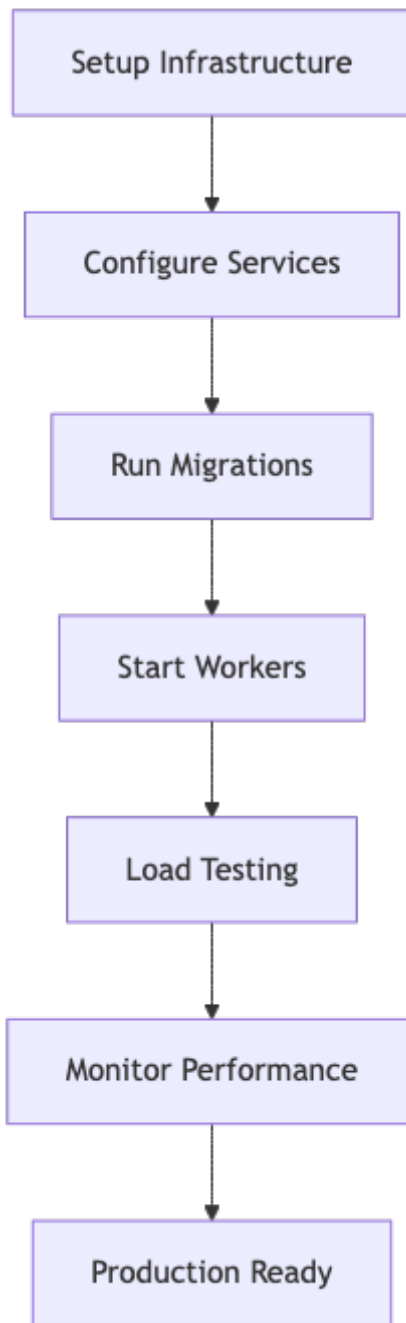 Setup Infrastructure
Configure Services
Run Migrations
Start Workers
Load Testing
Monitor Performance
Production Ready